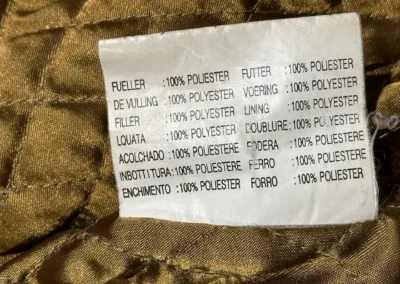 FUELLER :100% POLIESTER FUTTER :100% POLIESTER
DE VULLING :100% POLYESTER VOERING :100% POLYESTER
FILLER :100% POLYESTER LINING :100% POLYESTER
LOUATA :100% POLYESTER DOUBLURE:100% POLYESTER
ACOLCHADO :100% POLIESTERE FODERA :100% POLIESTERE
INBOTTITURA:100% POLIESTERE FERRO :100% POLIESTERE
ENCHIMENTO :100% POLIESTER FORRO :100% POLIESTER